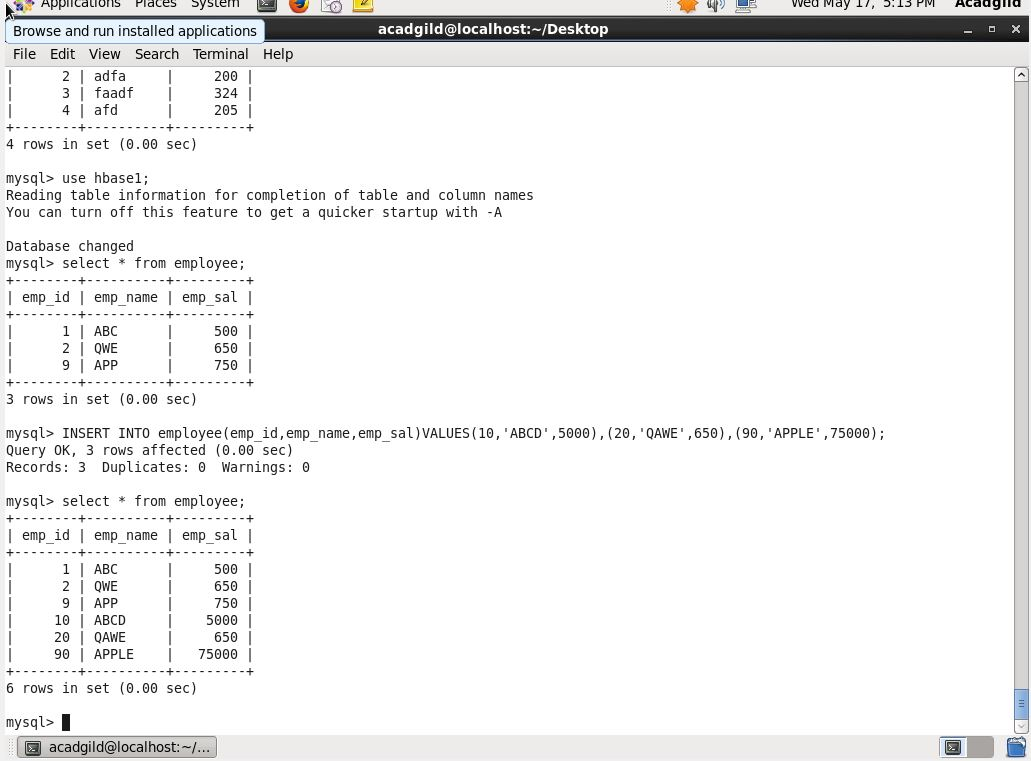 Applications Places System Wed May 17, 5:13 PM Acadgild
Browse and run installed applications
acadgild@localhost:~/Desktop
File Edit View Search Terminal Help
|      2 | adfa     |     200 |
|      3 | faadf    |     324 |
|      4 | afd      |     205 |
+--------+----------+---------+
4 rows in set (0.00 sec)
mysql> use hbase1;
Reading table information for completion of table and column names
You can turn off this feature to get a quicker startup with -A
Database changed
mysql> select * from employee;
+--------+----------+---------+
| emp_id | emp_name | emp_sal |
+--------+----------+---------+
|      1 | ABC      |     500 |
|      2 | QWE      |     650 |
|      9 | APP      |     750 |
+--------+----------+---------+
3 rows in set (0.00 sec)
mysql> INSERT INTO employee(emp_id,emp_name,emp_sal)VALUES(10,'ABCD',5000),(20,'QAWE',650),(90,'APPLE',75000);
Query OK, 3 rows affected (0.00 sec)
Records: 3  Duplicates: 0  Warnings: 0
mysql> select * from employee;
+--------+----------+---------+
| emp_id | emp_name | emp_sal |
+--------+----------+---------+
|      1 | ABC      |     500 |
|      2 | QWE      |     650 |
|      9 | APP      |     750 |
|     10 | ABCD     |    5000 |
|     20 | QAWE     |     650 |
|     90 | APPLE    |   75000 |
+--------+----------+---------+
6 rows in set (0.00 sec)
mysql>
acadgild@localhost:~/...